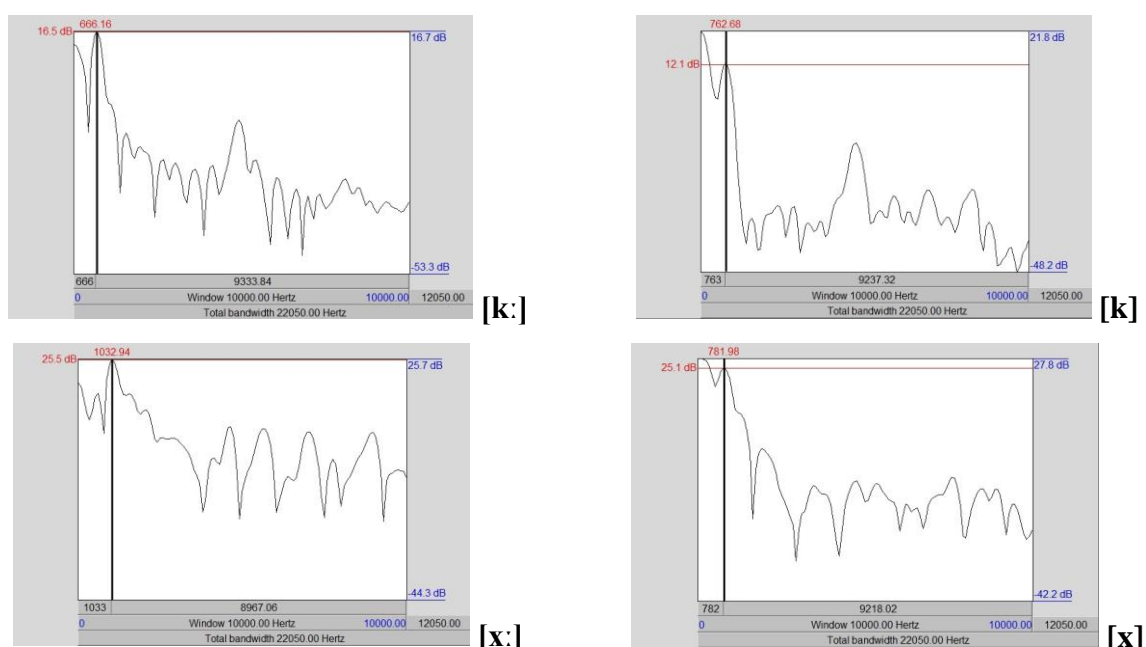 666.16
16.5 dB
16.7 dB
-53.3 dB
666
9333.84
0
Window 10000.00 Hertz
10000.00
12050.00
Total bandwidth 22050.00 Hertz
[kː]
762.68
21.8 dB
12.1 dB
-48.2 dB
763
9237.32
0
Window 10000.00 Hertz
10000.00
12050.00
Total bandwidth 22050.00 Hertz
[k]
1032.94
25.5 dB
25.7 dB
-44.3 dB
1033
8967.06
0
Window 10000.00 Hertz
10000.00
12050.00
Total bandwidth 22050.00 Hertz
[xː]
781.98
25.1 dB
27.8 dB
-42.2 dB
782
9218.02
0
Window 10000.00 Hertz
10000.00
12050.00
Total bandwidth 22050.00 Hertz
[x]